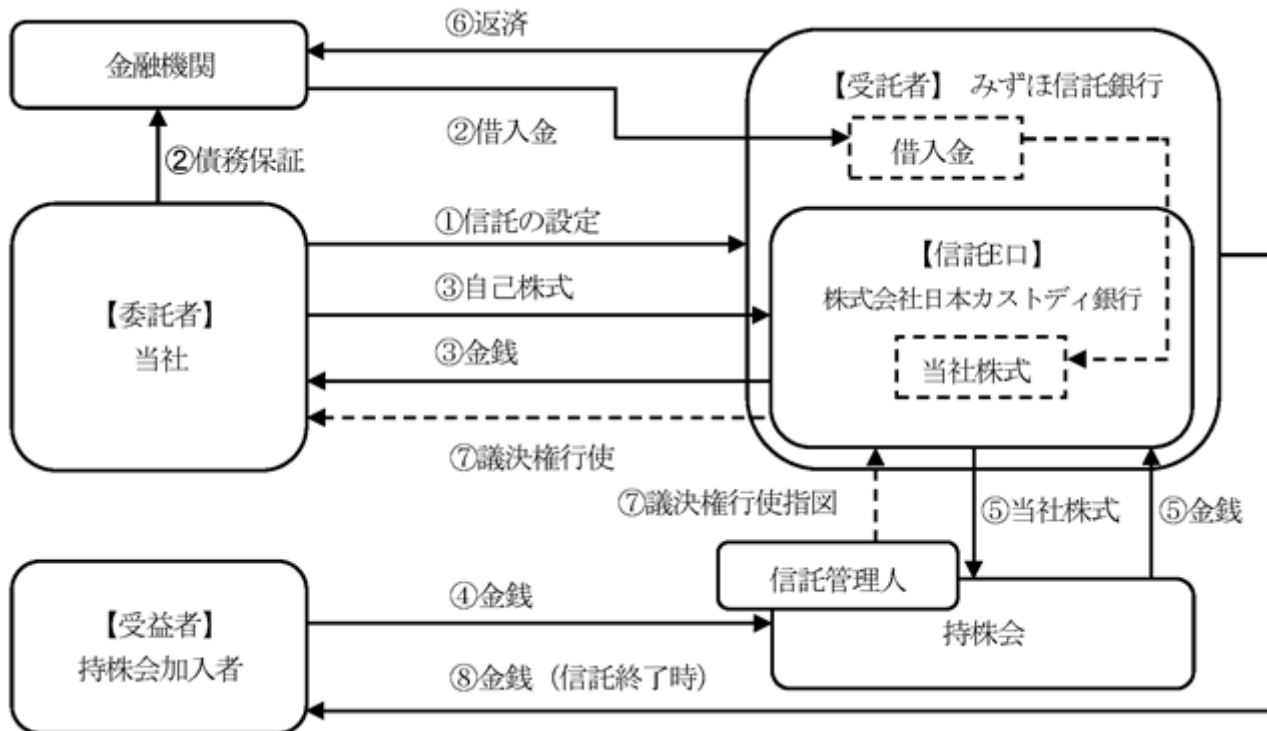 ⑥返済
金融機関
【受託者】 みずほ信託銀行
②借入金
借入金
②債務保証
①信託の設定
【信託E口】
株式会社日本カストディ銀行
③自己株式
【委託者】
当社
③金銭
当社株式
⑦議決権行使
⑦議決権行使指図
⑤当社株式
⑤金銭
信託管理人
④金銭
持株会
【受益者】
持株会加入者
⑧金銭（信託終了時）